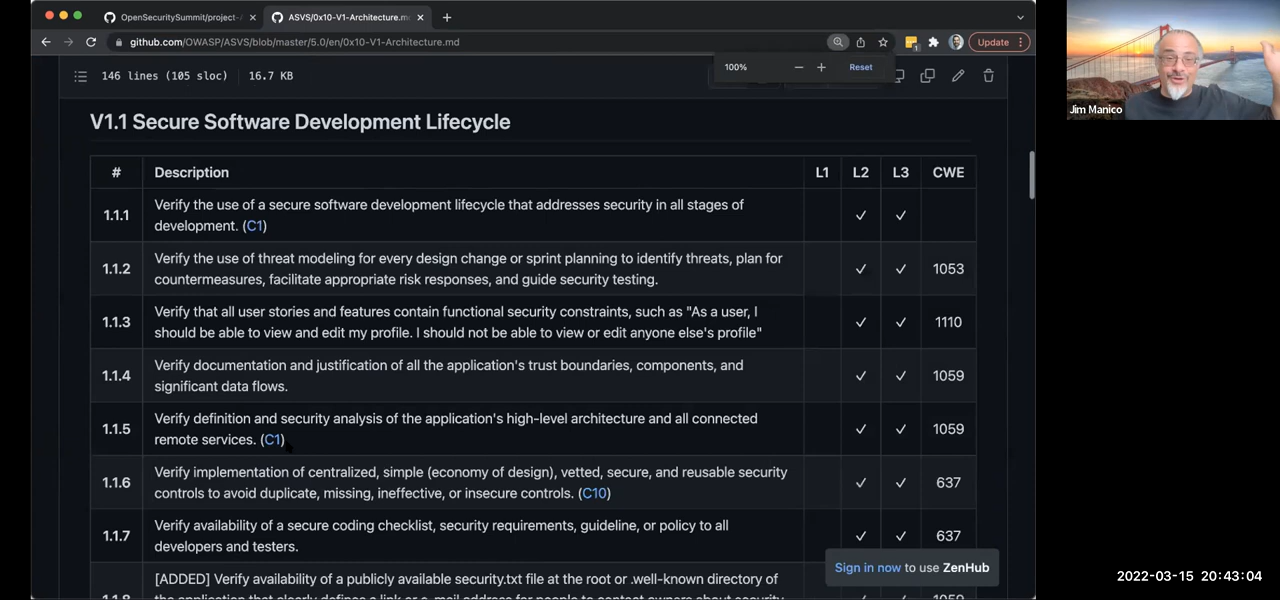 OpenSecuritySummit/project-
ASVS/0x10-V1-Architecture.m
github.com/OWASP/ASVS/blob/master/5.0/en/0x10-V1-Architecture.md
Update
146 lines (105 sloc) 16.7 KB
100%
Reset
Jim Manico
V1.1 Secure Software Development Lifecycle
# Description L1 L2 L3 CWE
1.1.1 Verify the use of a secure software development lifecycle that addresses security in all stages of
development. (C1) ✓ ✓
1.1.2 Verify the use of threat modeling for every design change or sprint planning to identify threats, plan for
countermeasures, facilitate appropriate risk responses, and guide security testing. ✓ ✓ 1053
1.1.3 Verify that all user stories and features contain functional security constraints, such as "As a user, I
should be able to view and edit my profile. I should not be able to view or edit anyone else's profile" ✓ ✓ 1110
1.1.4 Verify documentation and justification of all the application's trust boundaries, components, and
significant data flows. ✓ ✓ 1059
1.1.5 Verify definition and security analysis of the application's high-level architecture and all connected
remote services. (C1) ✓ ✓ 1059
1.1.6 Verify implementation of centralized, simple (economy of design), vetted, secure, and reusable security
controls to avoid duplicate, missing, ineffective, or insecure controls. (C10) ✓ ✓ 637
1.1.7 Verify availability of a secure coding checklist, security requirements, guideline, or policy to all
developers and testers. ✓ ✓ 637
[ADDED] Verify availability of a publicly available security.txt file at the root or .well-known directory of
Sign in now to use ZenHub
2022-03-15 20:43:04